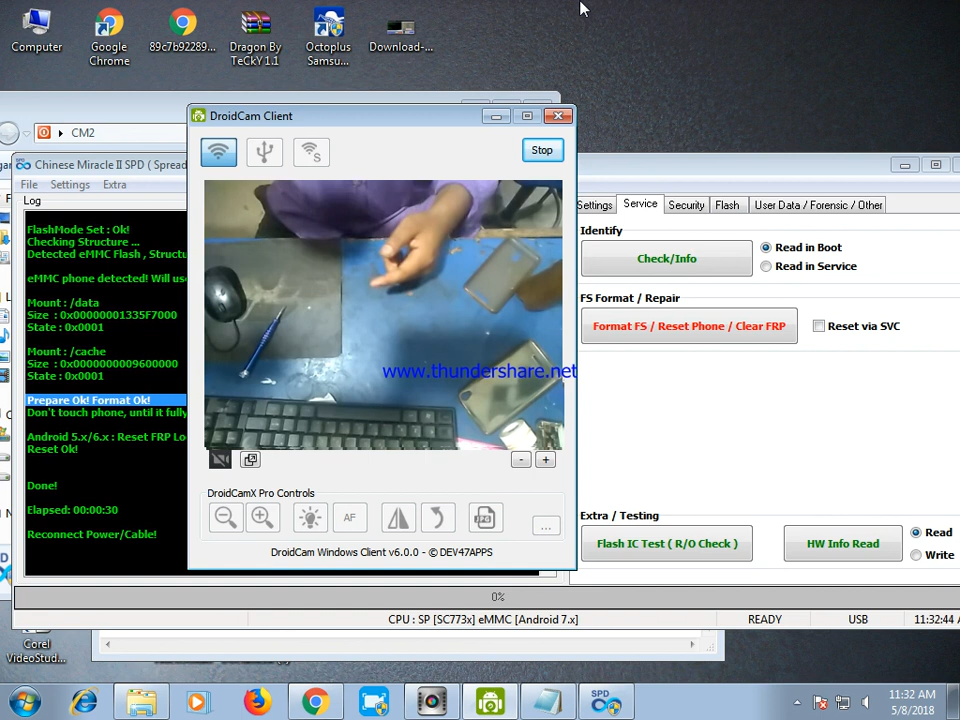 Computer
Google Chrome
89c7b92289...
Dragon By TeCkY 1.1
Octoplus Samsu...
Download-...
CM2
DroidCam Client
Stop
Chinese Miracle II SPD ( Spread
File Settings Extra
Log
FlashMode Set : Ok!
Checking Structure ...
Detected eMMC Flash , Structu
eMMC phone detected! Will us
Mount : /data
Size : 0x00000001335F7000
State : 0x0001
Mount : /cache
Size : 0x0000000009600000
State : 0x0001
Prepare Ok! Format Ok!
Don't touch phone, until it fully
Android 5.x/6.x : Reset FRP Lo
Reset Ok!
Done!
Elapsed: 00:00:30
Reconnect Power/Cable!
www.thundershare.net
- +
DroidCamX Pro Controls
AF
JPG
...
DroidCam Windows Client v6.0.0 - © DEV47APPS
Settings Service Security Flash User Data / Forensic / Other
Identify
Check/Info
Read in Boot
Read in Service
FS Format / Repair
Format FS / Reset Phone / Clear FRP
Reset via SVC
Extra / Testing
Flash IC Test ( R/O Check )
HW Info Read
Read
Write
0%
CPU : SP [SC773x] eMMC [Android 7.x]
READY
USB
11:32:44
Corel VideoStud...
SPD
11:32 AM
5/8/2018